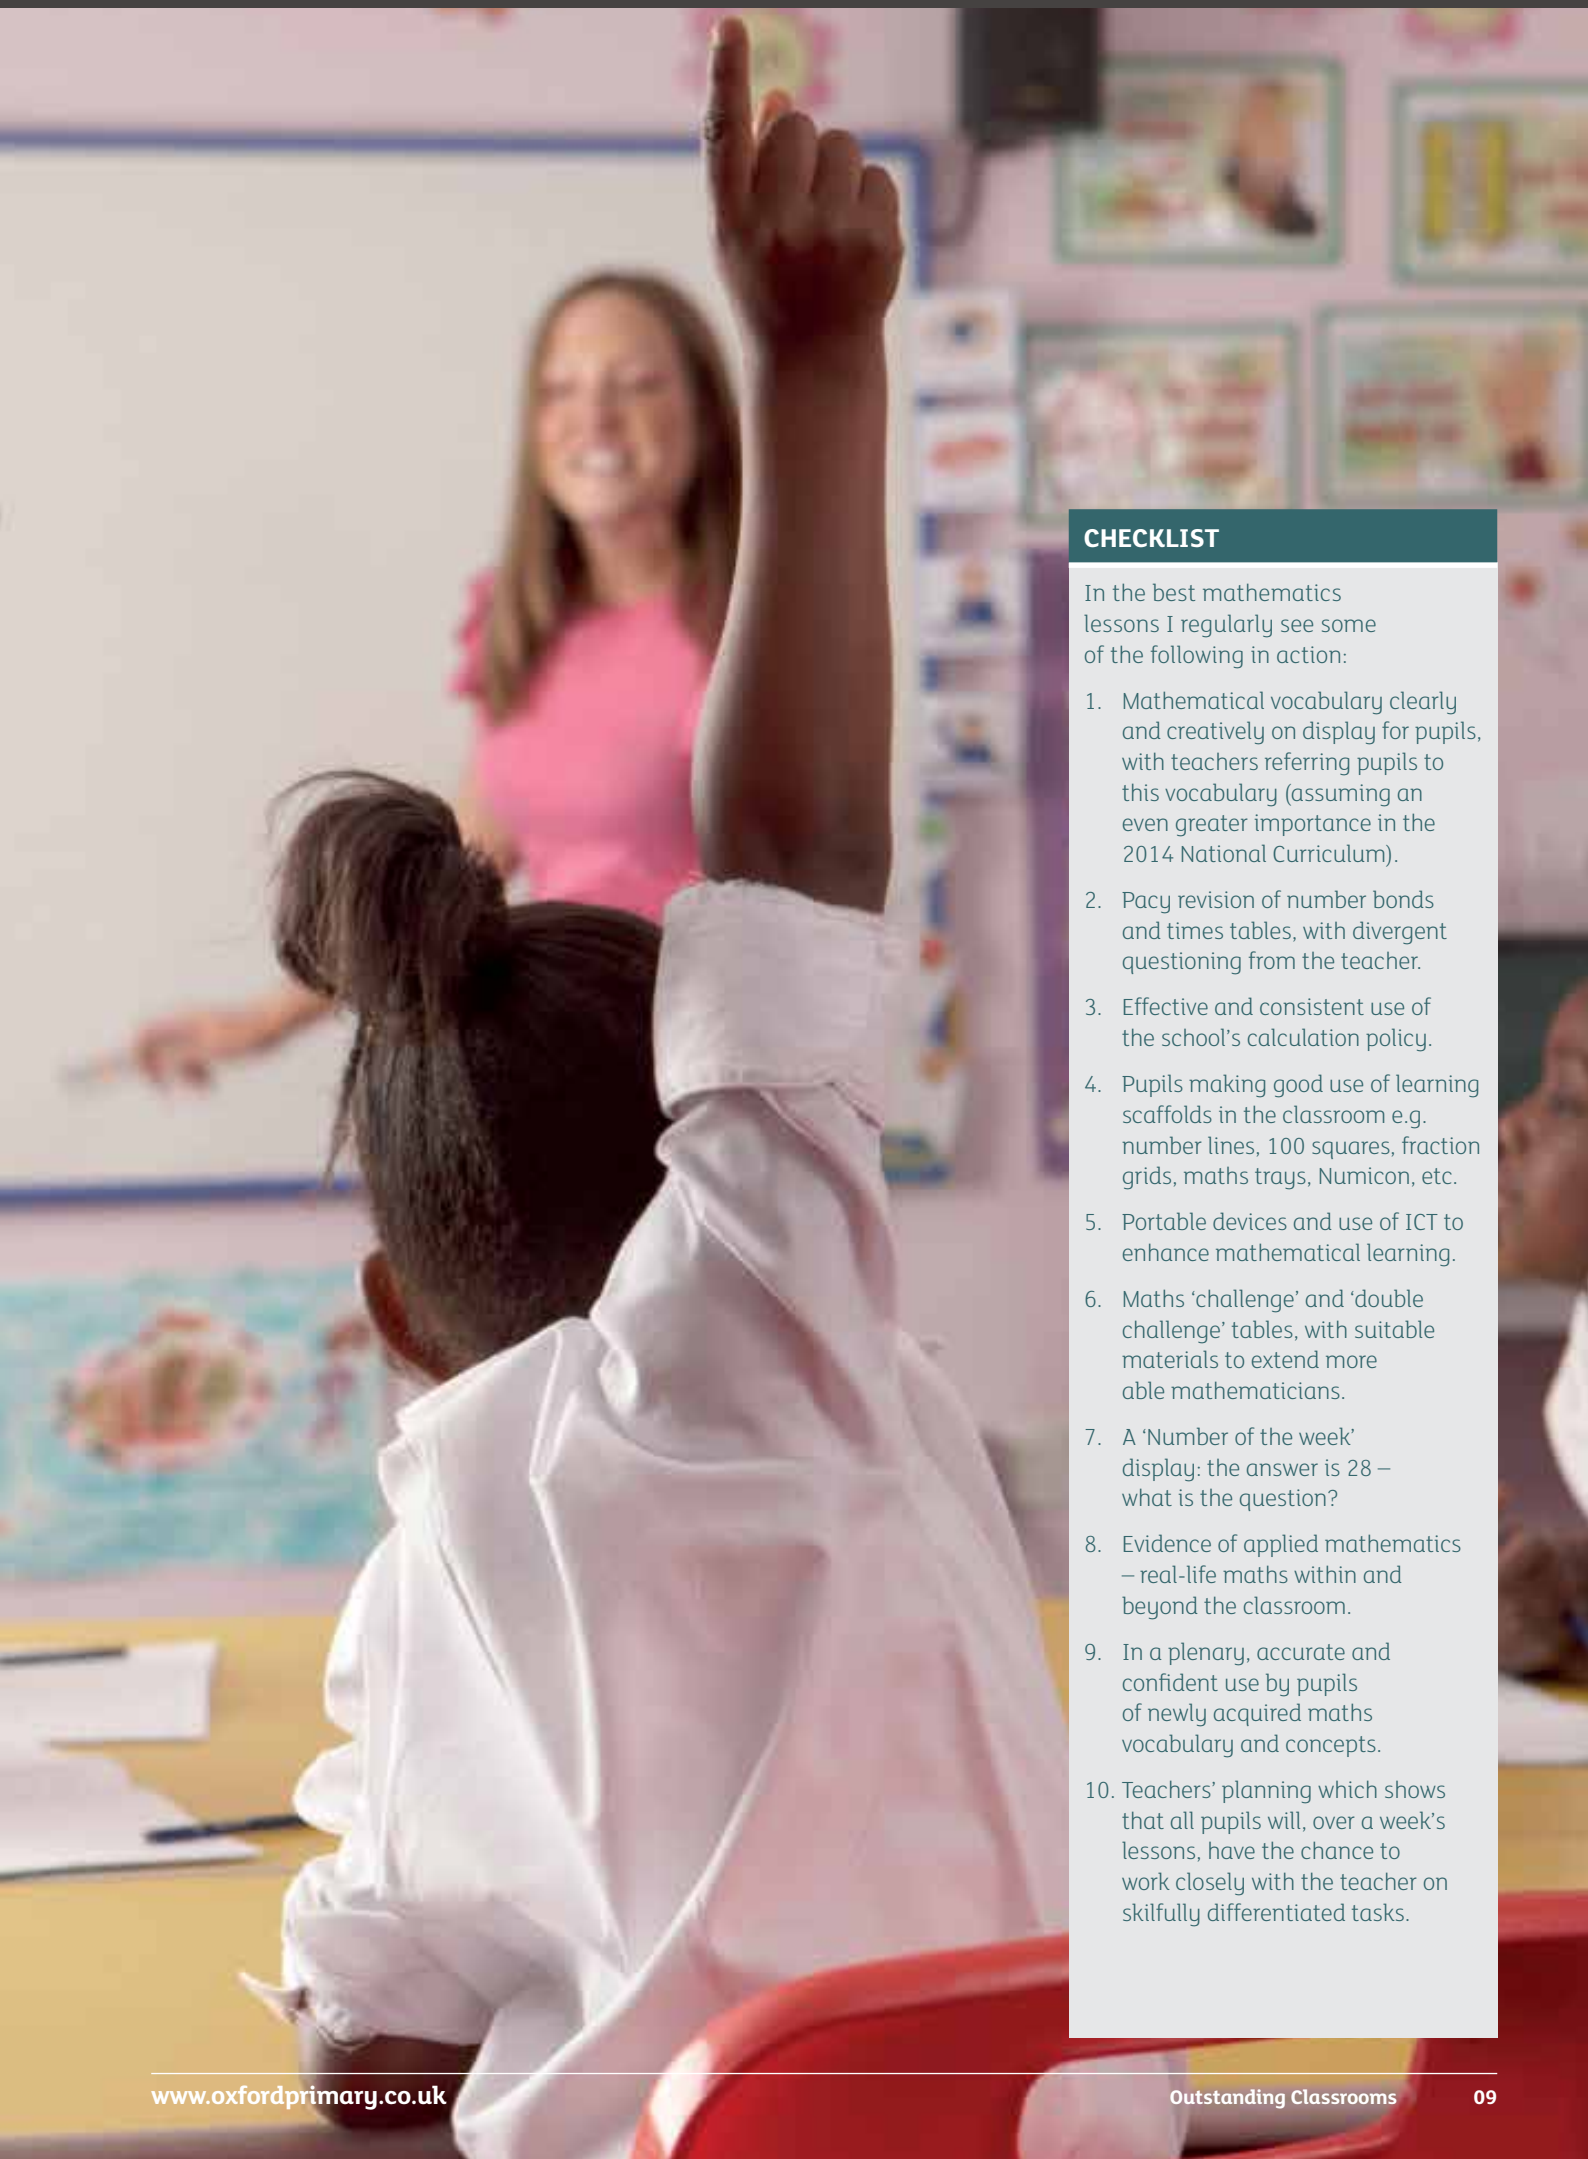 CHECKLIST
In the best mathematics
lessons I regularly see some
of the following in action:
1. Mathematical vocabulary clearly
and creatively on display for pupils,
with teachers referring pupils to
this vocabulary (assuming an
even greater importance in the
2014 National Curriculum).
2. Pacy revision of number bonds
and times tables, with divergent
questioning from the teacher.
3. Effective and consistent use of
the school’s calculation policy.
4. Pupils making good use of learning
scaffolds in the classroom e.g.
number lines, 100 squares, fraction
grids, maths trays, Numicon, etc.
5. Portable devices and use of ICT to
enhance mathematical learning.
6. Maths ‘challenge’ and ‘double
challenge’ tables, with suitable
materials to extend more
able mathematicians.
7. A ‘Number of the week’
display: the answer is 28 –
what is the question?
8. Evidence of applied mathematics
– real-life maths within and
beyond the classroom.
9. In a plenary, accurate and
confident use by pupils
of newly acquired maths
vocabulary and concepts.
10. Teachers’ planning which shows
that all pupils will, over a week’s
lessons, have the chance to
work closely with the teacher on
skilfully differentiated tasks.
www.oxfordprimary.co.uk
Outstanding Classrooms 09